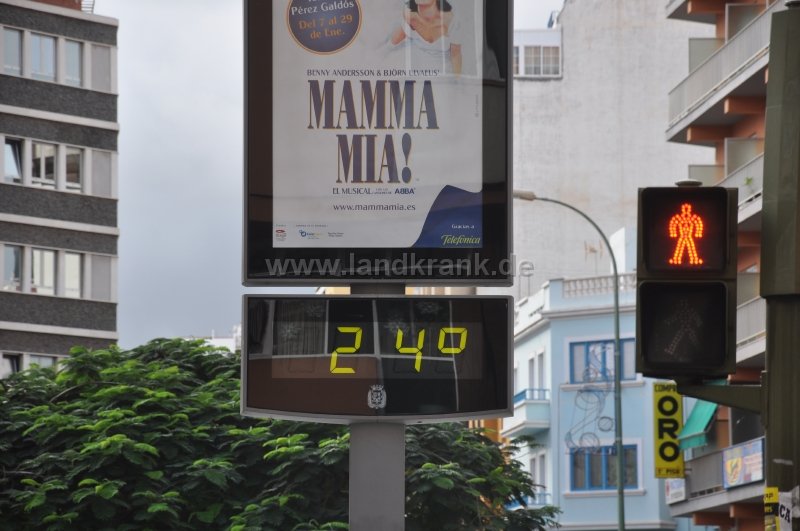 Pérez Galdós
Del 7 al 29
de Ene.
BENNY ANDERSSON & BJÖRN ULVAEUS'
MAMMA
MIA!
EL MUSICAL ABBA
www.mammamia.es
Gracias a
Telefónica
www.landkrank.de
24º
COMPRO
ORO